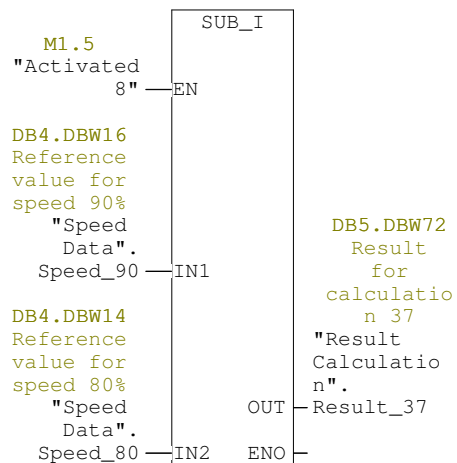 SUB_I
M1.5
"Activated
8"
EN
DB4.DBW16
Reference
value for
speed 90%
"Speed
Data".
Speed_90
IN1
DB4.DBW14
Reference
value for
speed 80%
"Speed
Data".
Speed_80
IN2
DB5.DBW72
Result
for
calculatio
n 37
"Result
Calculatio
n".
OUT
Result_37
ENO